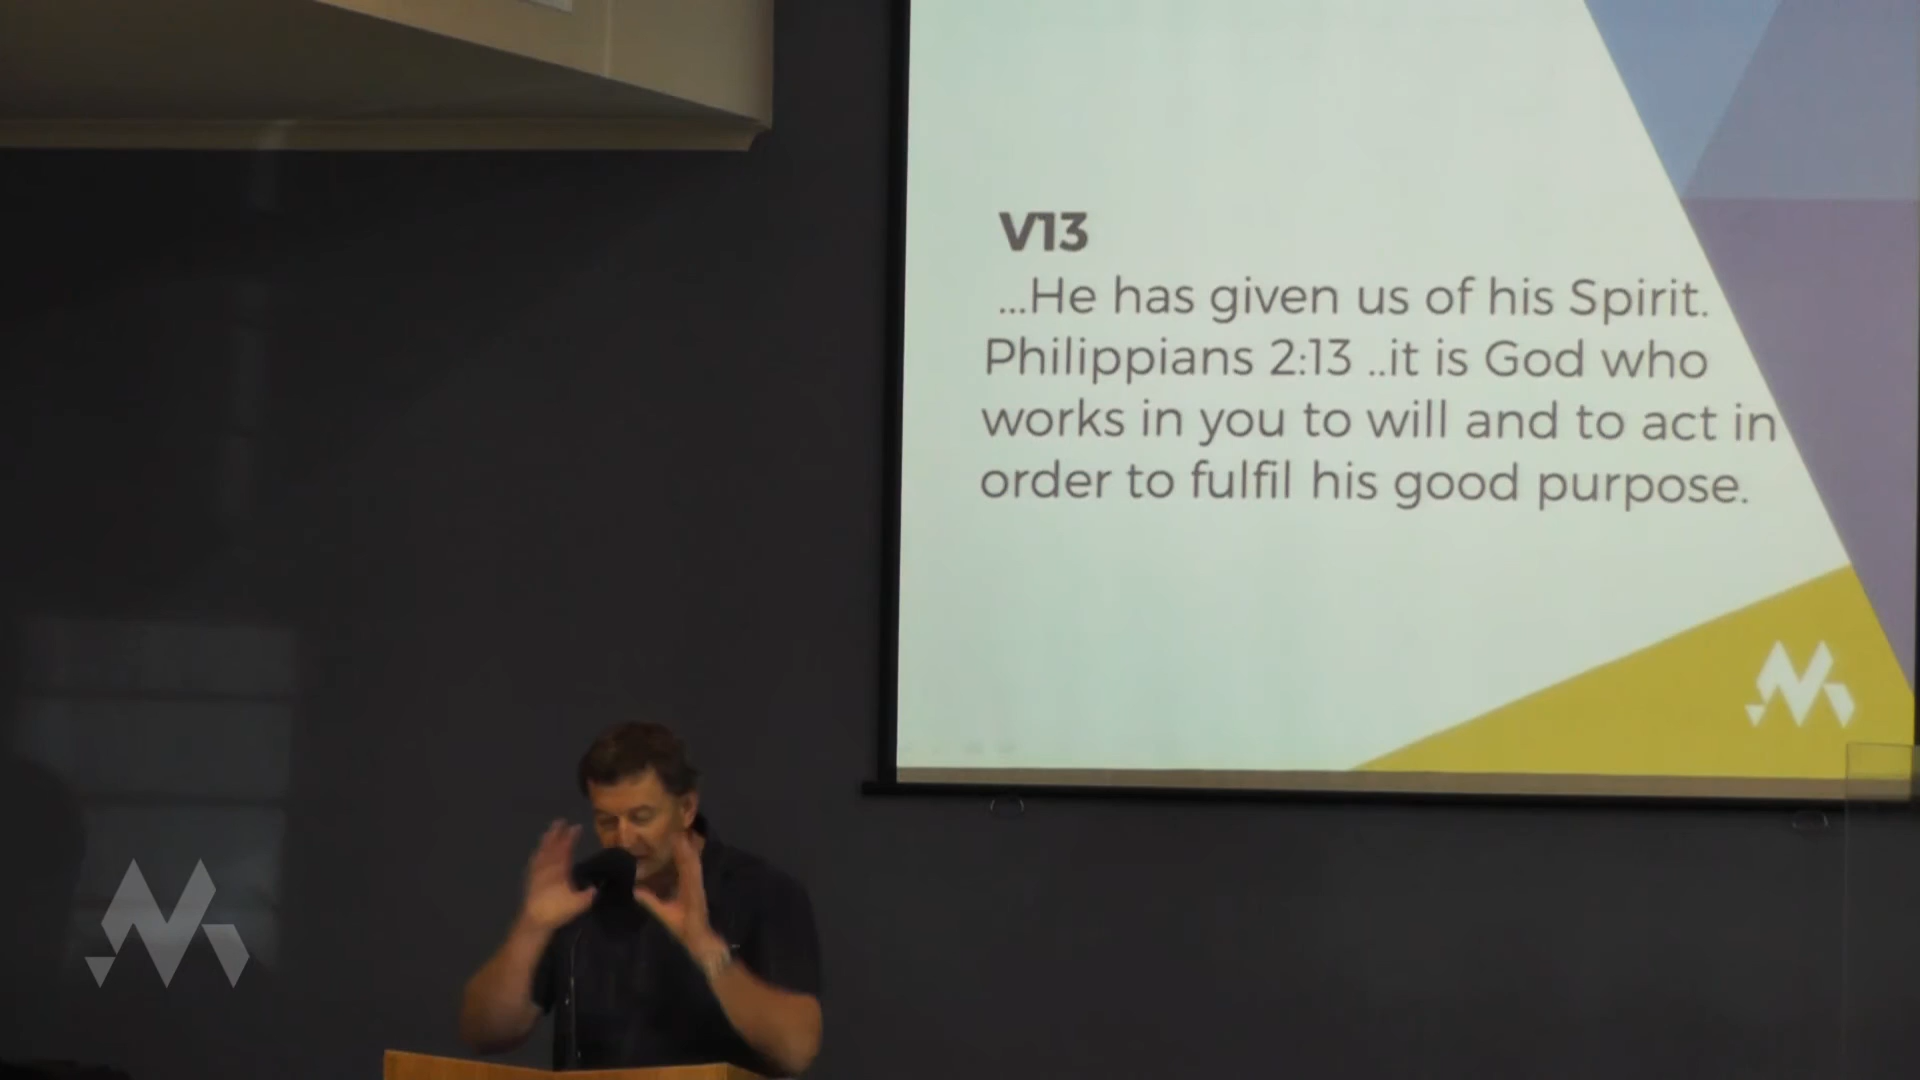 V13
...He has given us of his Spirit.
Philippians 2:13 ..it is God who
works in you to will and to act in
order to fulfil his good purpose.